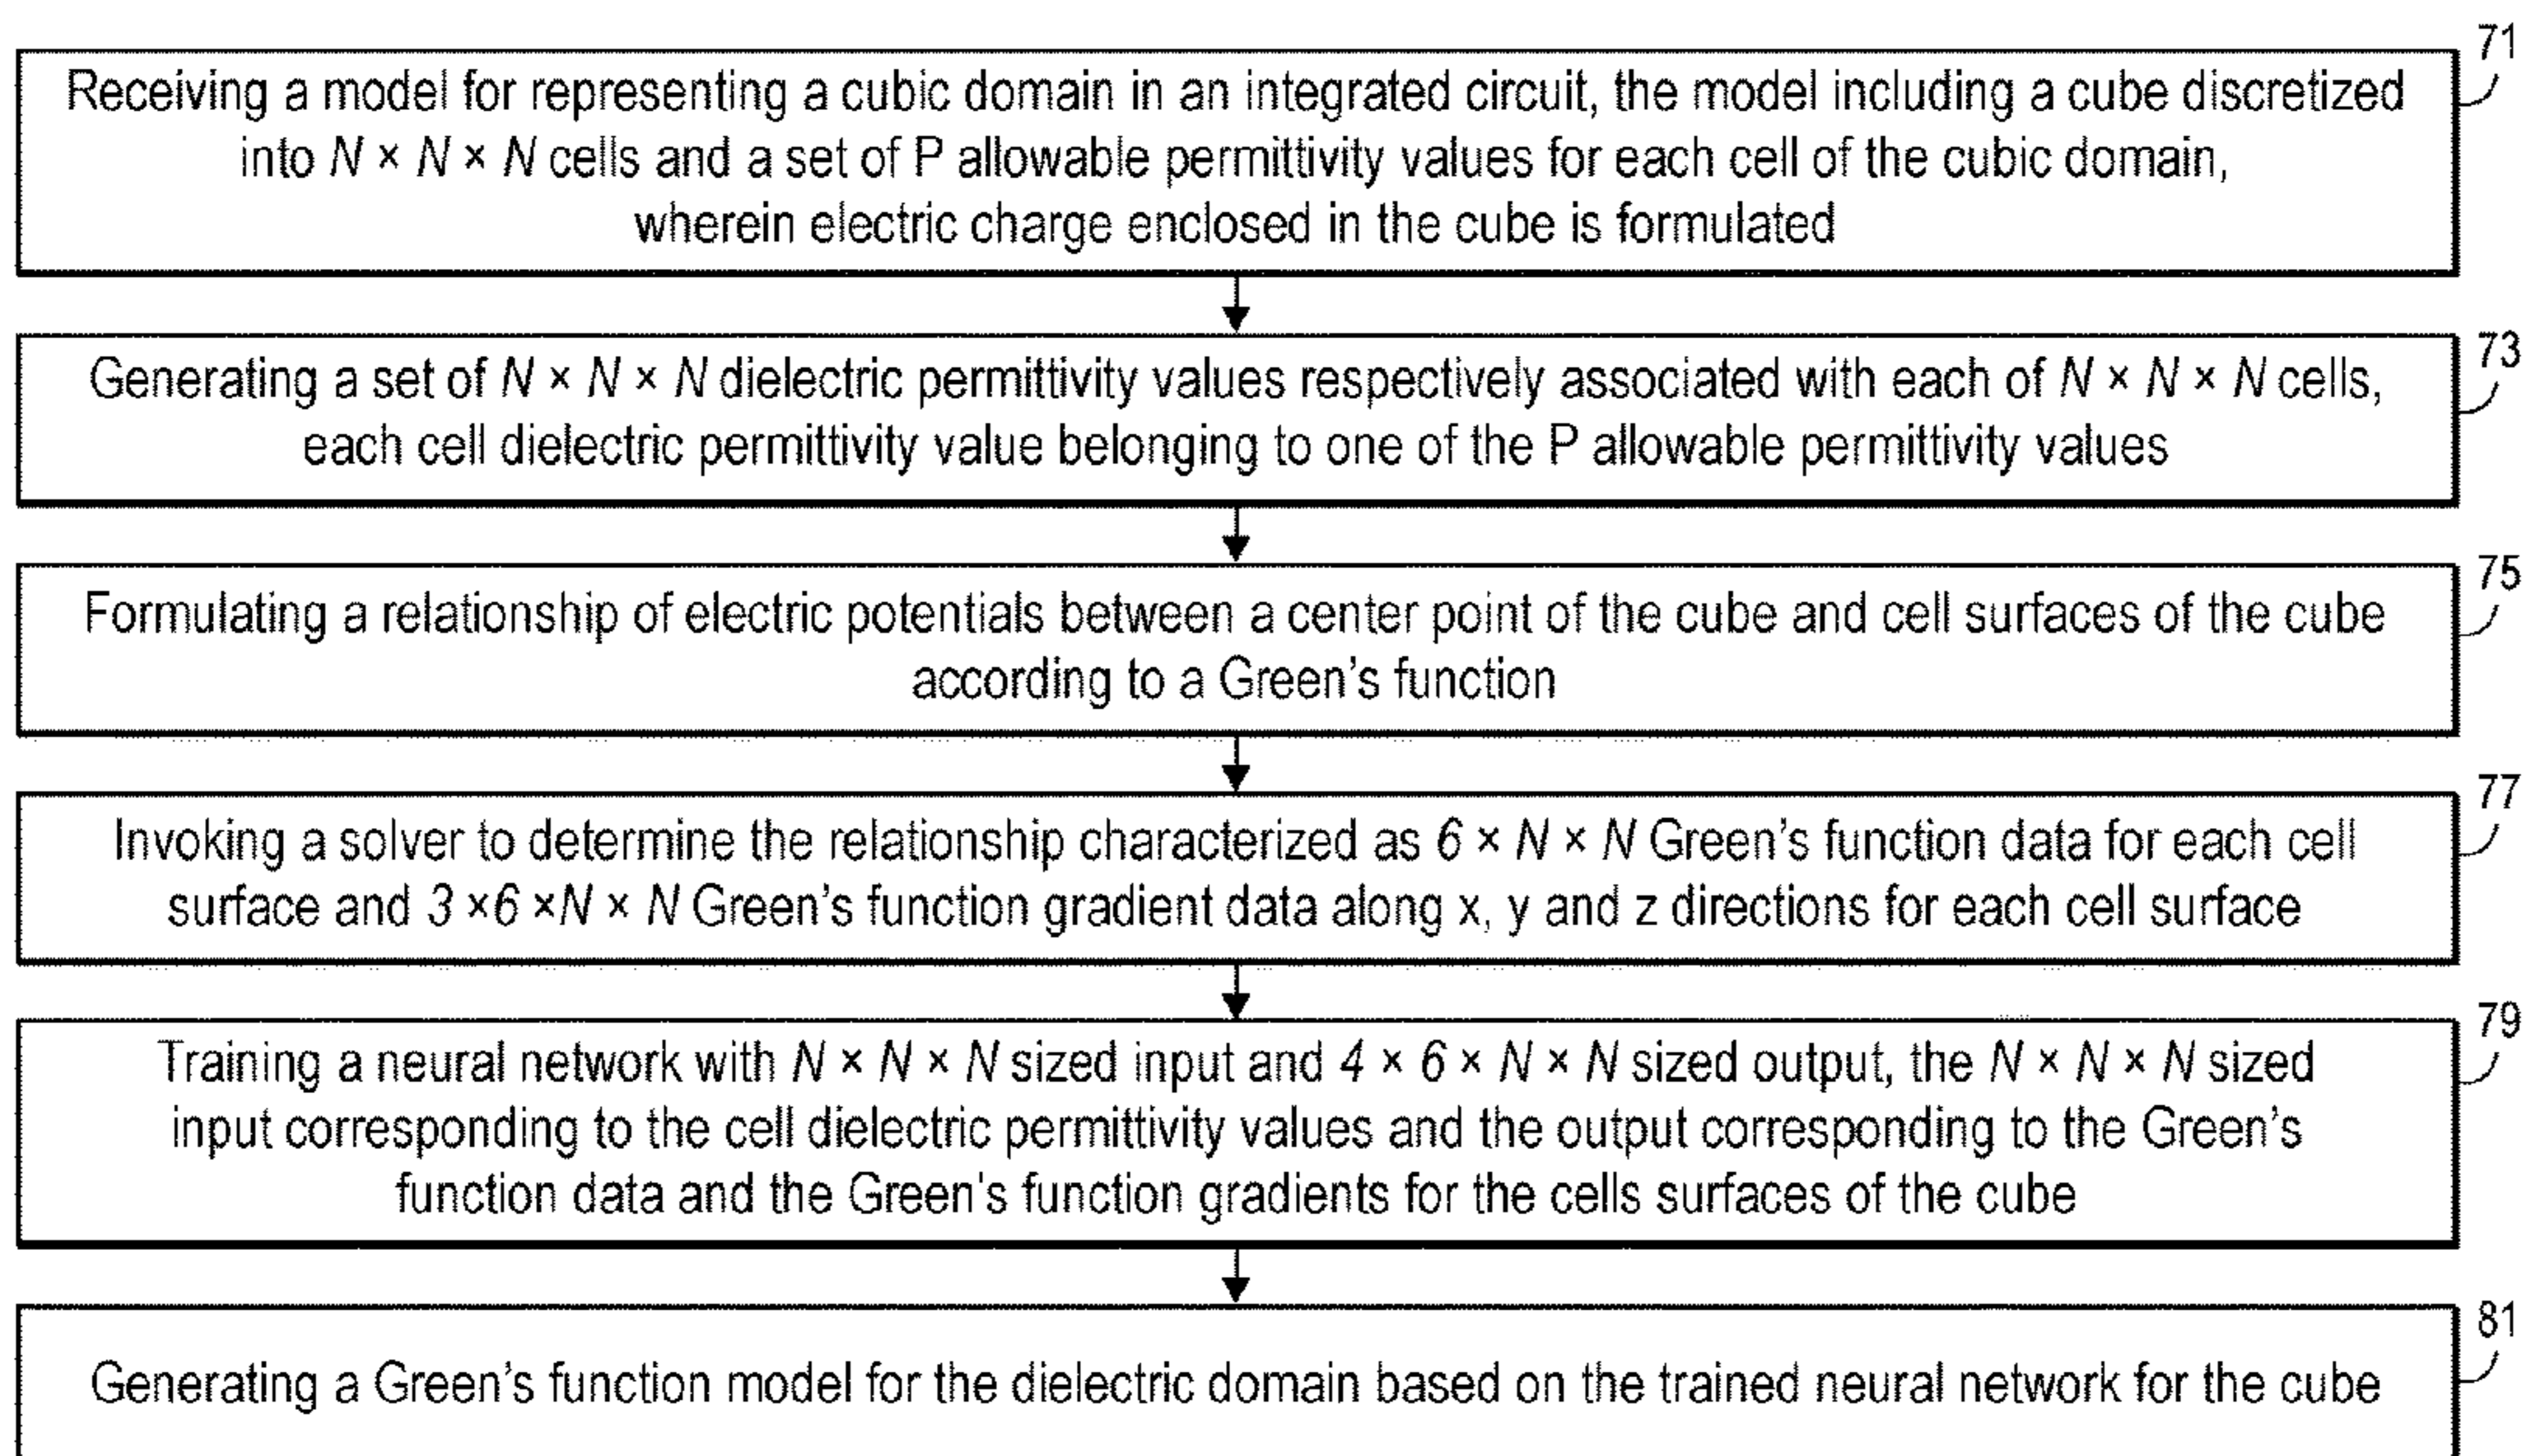 71
Receiving a model for representing a cubic domain in an integrated circuit, the model including a cube discretized
into N × N × N cells and a set of P allowable permittivity values for each cell of the cubic domain,
wherein electric charge enclosed in the cube is formulated
73
Generating a set of N × N × N dielectric permittivity values respectively associated with each of N × N × N cells,
each cell dielectric permittivity value belonging to one of the P allowable permittivity values
75
Formulating a relationship of electric potentials between a center point of the cube and cell surfaces of the cube
according to a Green's function
77
Invoking a solver to determine the relationship characterized as 6 × N × N Green's function data for each cell
surface and 3 ×6 ×N × N Green's function gradient data along x, y and z directions for each cell surface
79
Training a neural network with N × N × N sized input and 4 × 6 × N × N sized output, the N × N × N sized
input corresponding to the cell dielectric permittivity values and the output corresponding to the Green's
function data and the Green's function gradients for the cells surfaces of the cube
81
Generating a Green's function model for the dielectric domain based on the trained neural network for the cube